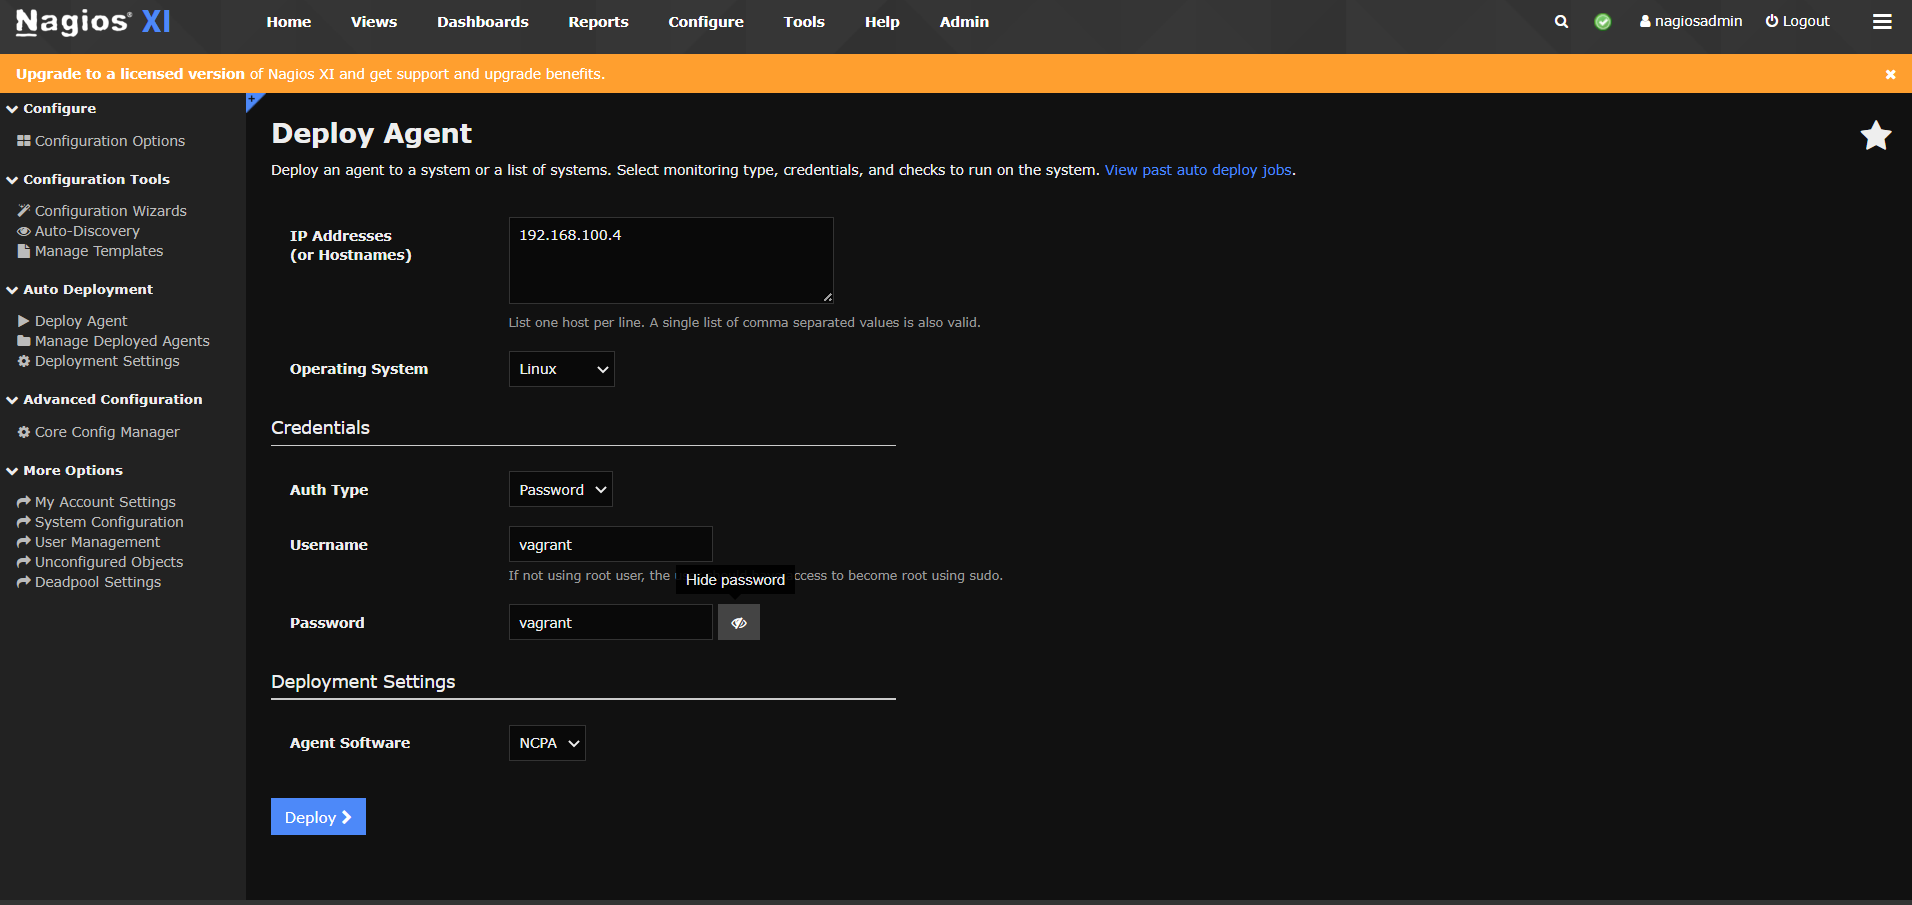 Nagios® XI
Home Views Dashboards Reports Configure Tools Help Admin
nagiosadmin Logout
Upgrade to a licensed version of Nagios XI and get support and upgrade benefits.
Configure
Configuration Options
Configuration Tools
Configuration Wizards
Auto-Discovery
Manage Templates
Auto Deployment
Deploy Agent
Manage Deployed Agents
Deployment Settings
Advanced Configuration
Core Config Manager
More Options
My Account Settings
System Configuration
User Management
Unconfigured Objects
Deadpool Settings
Deploy Agent
Deploy an agent to a system or a list of systems. Select monitoring type, credentials, and checks to run on the system. View past auto deploy jobs.
IP Addresses
(or Hostnames)
192.168.100.4
List one host per line. A single list of comma separated values is also valid.
Operating System
Linux
Credentials
Auth Type
Password
Username
vagrant
If not using root user, the access to become root using sudo.
Hide password
Password
vagrant
Deployment Settings
Agent Software
NCPA
Deploy